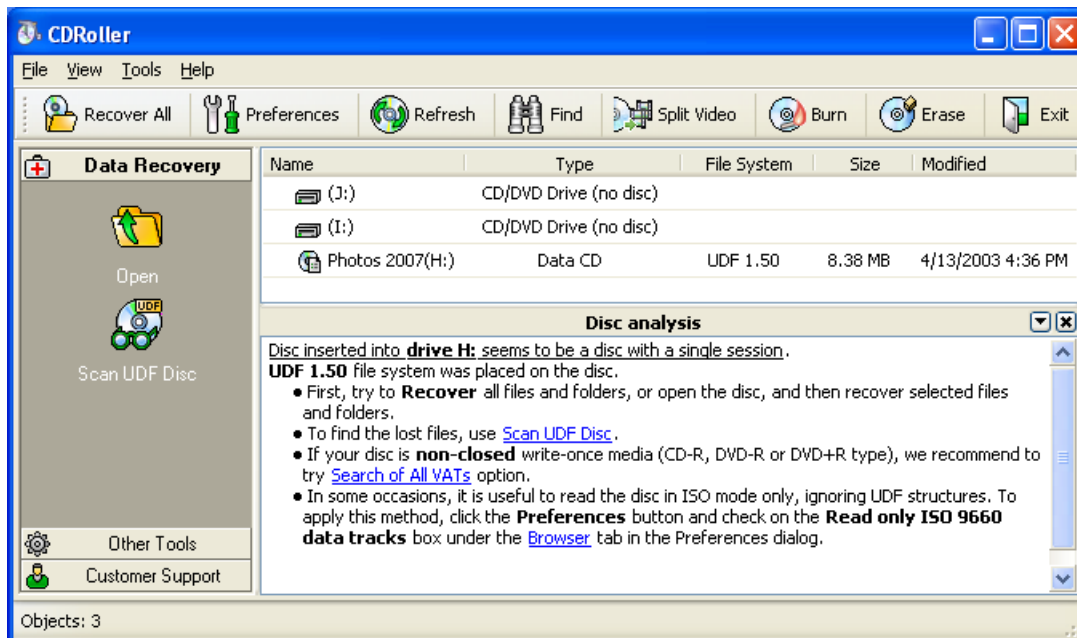 CDRoller
File View Tools Help
Recover All Preferences Refresh Find Split Video Burn Erase Exit
Data Recovery
Open
UDF
Scan UDF Disc
Other Tools
Customer Support
Name Type File System Size Modified
(J:) CD/DVD Drive (no disc)
(I:) CD/DVD Drive (no disc)
Photos 2007(H:) Data CD UDF 1.50 8.38 MB 4/13/2003 4:36 PM
Disc analysis
Disc inserted into drive H: seems to be a disc with a single session.
UDF 1.50 file system was placed on the disc.
● First, try to Recover all files and folders, or open the disc, and then recover selected files
and folders.
● To find the lost files, use Scan UDF Disc.
● If your disc is non-closed write-once media (CD-R, DVD-R or DVD+R type), we recommend to
try Search of All VATs option.
● In some occasions, it is useful to read the disc in ISO mode only, ignoring UDF structures. To
apply this method, click the Preferences button and check on the Read only ISO 9660
data tracks box under the Browser tab in the Preferences dialog.
Objects: 3